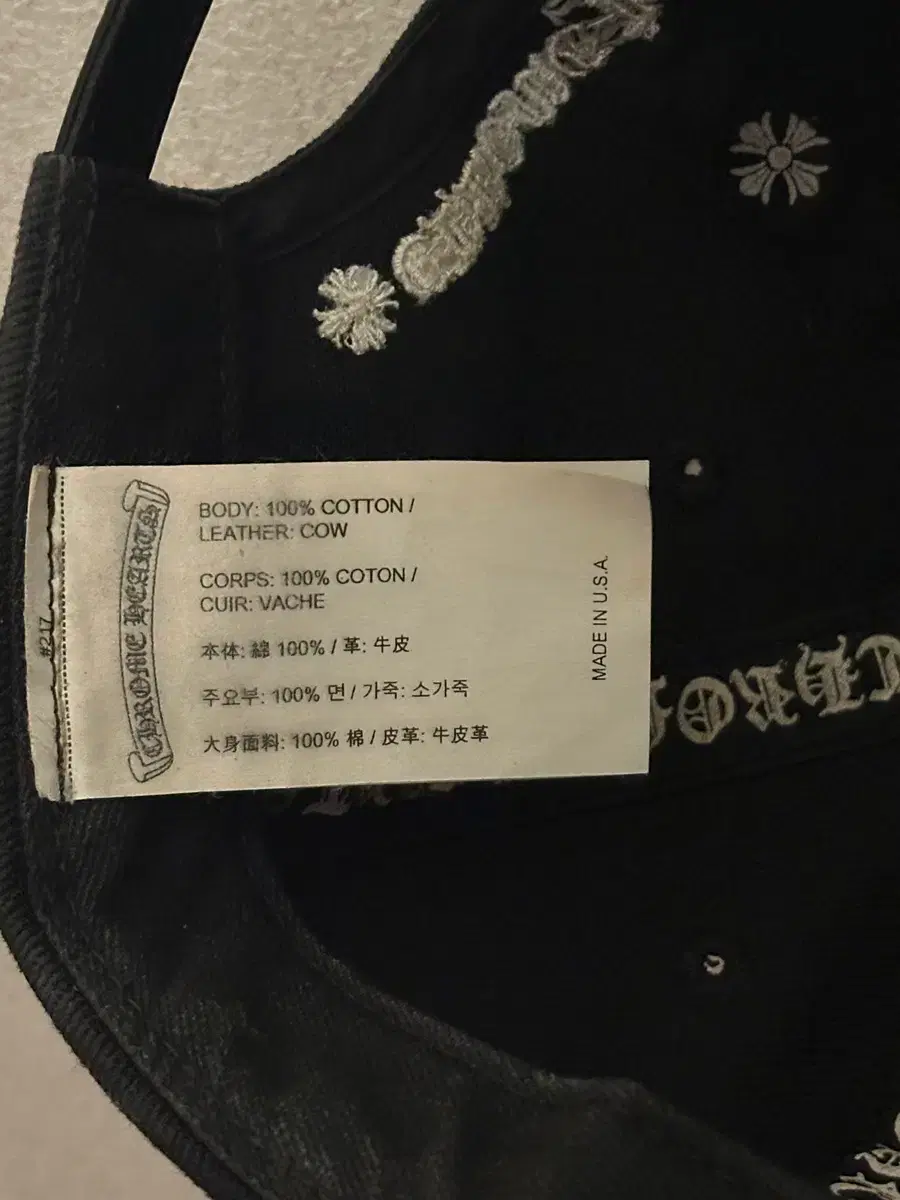 BODY: 100% COTTON /
LEATHER: COW
CORPS: 100% COTON /
CUIR: VACHE
本体: 綿 100% / 革: 牛皮
주요부: 100% 면 / 가죽: 소가죽
大身面料: 100% 棉 / 皮革: 牛皮革
CHROME HEARTS
#217
MADE IN U.S.A.
CHRO